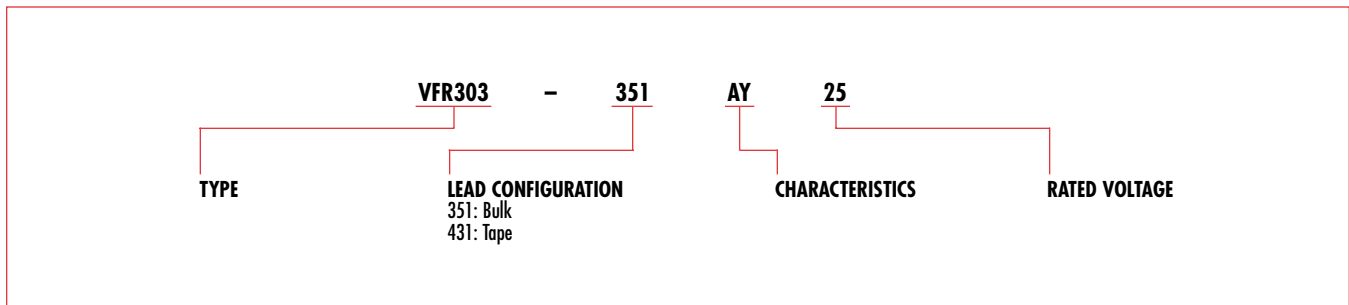 VFR303 – 351 AY 25
TYPE
LEAD CONFIGURATION
351: Bulk
431: Tape
CHARACTERISTICS
RATED VOLTAGE